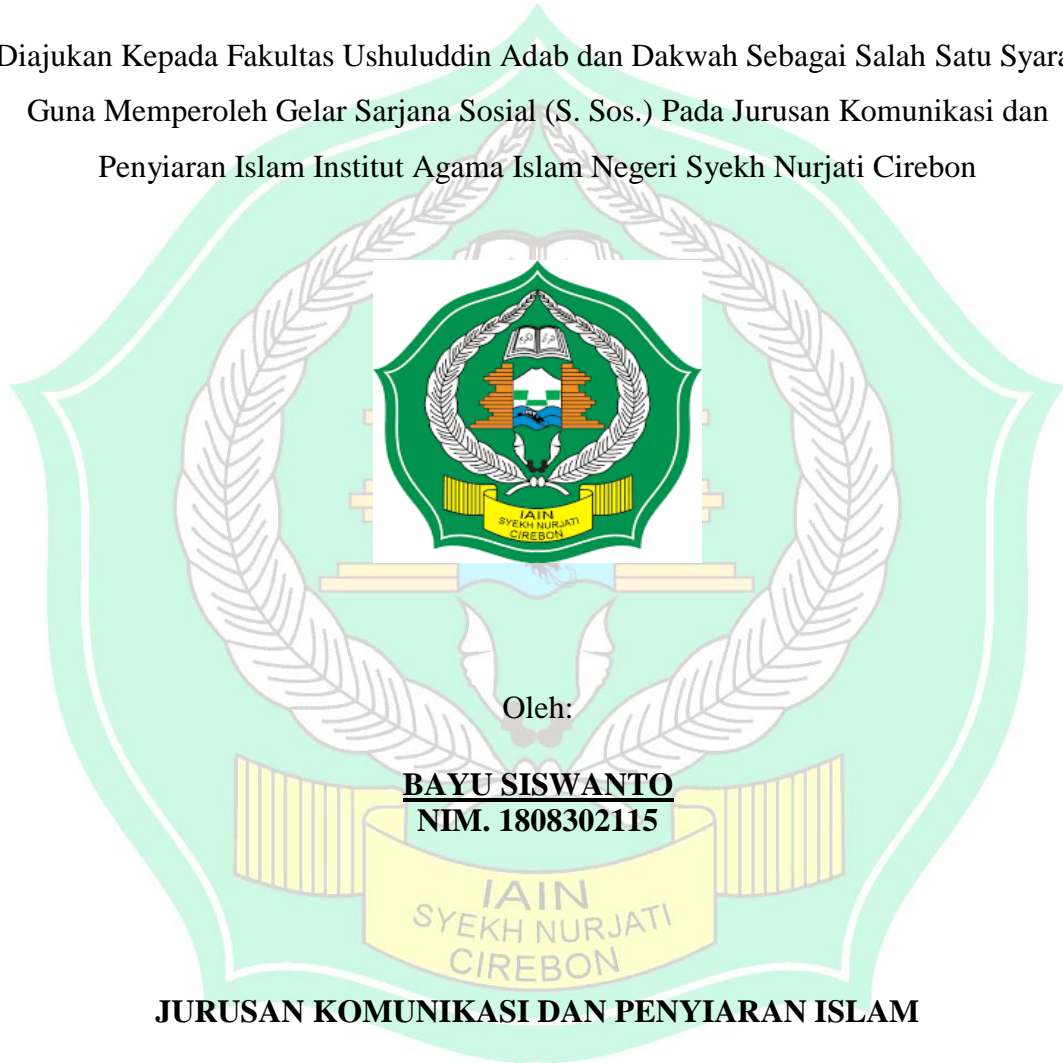 Diajukan Kepada Fakultas Ushuluddin Adab dan Dakwah Sebagai Salah Satu Syara
Guna Memperoleh Gelar Sarjana Sosial (S. Sos.) Pada Jurusan Komunikasi dan
Penyiaran Islam Institut Agama Islam Negeri Syekh Nurjati Cirebon
IAIN
SYEKH NURJATI
CIREBON
Oleh:
BAYU SISWANTO
NIM. 1808302115
IAIN
SYEKH NURJATI
CIREBON
JURUSAN KOMUNIKASI DAN PENYIARAN ISLAM